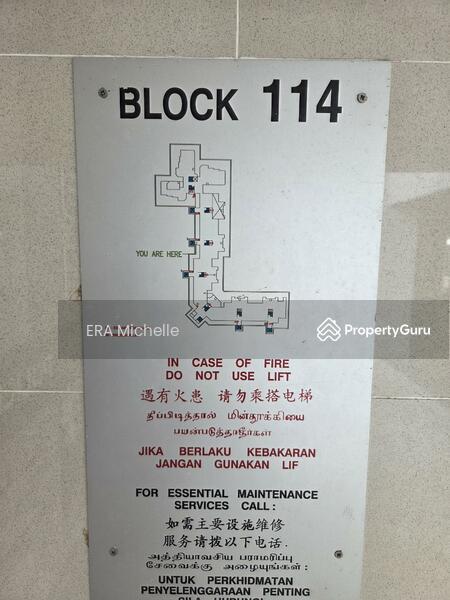 BLOCK 114
YOU ARE HERE
ERA Michelle
PropertyGuru
IN CASE OF FIRE
DO NOT USE LIFT
遇有火患 请勿乘搭电梯
தீப்பிடித்தால் மின்தூக்கியை
பயன்படுத்தாதீர்கள்
JIKA BERLAKU KEBAKARAN
JANGAN GUNAKAN LIF
FOR ESSENTIAL MAINTENANCE
SERVICES CALL :
如需主要设施维修
服务请拨以下电话.
அத்தியாவசிய பராமரிப்பு
சேவைக்கு அழையுங்கள் :
UNTUK PERKHIDMATAN
PENYELENGGARAAN PENTING
SILA HUBUNGI